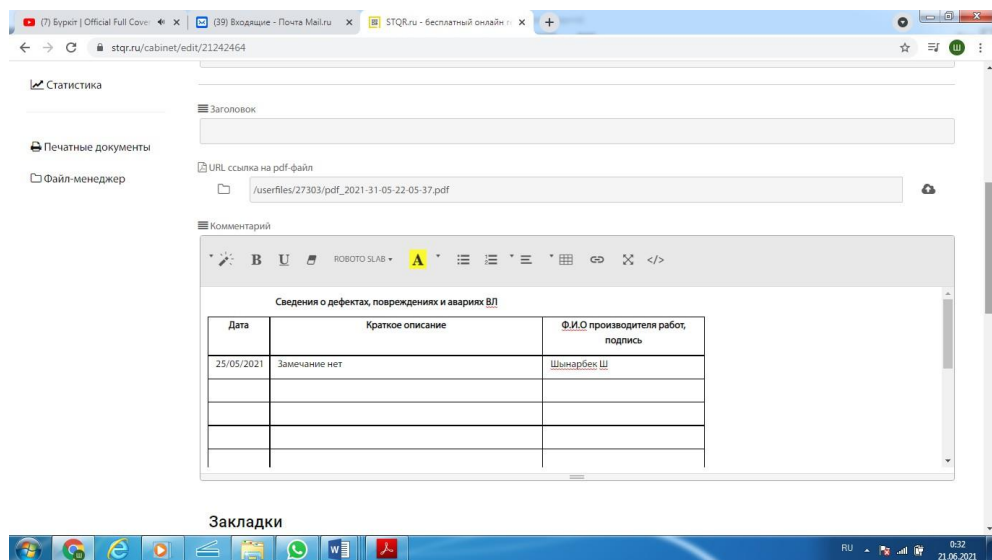 (7) Бүркіт | Official Full Cover
(39) Входящие - Почта Mail.ru
STQR.ru - бесплатный онлайн г
stqr.ru/cabinet/edit/21242464
Ш
Статистика
Печатные документы
Файл-менеджер
Заголовок
URL ссылка на pdf-файл
/userfiles/27303/pdf_2021-31-05-22-05-37.pdf
Комментарий
B U ROBOTO SLAB A </>
Сведения о дефектах, повреждениях и авариях ВЛ
Дата Краткое описание Ф.И.О производителя работ, подпись
25/05/2021 Замечание нет Шынарбек Ш
Закладки
RU 0:32
21.06.2021